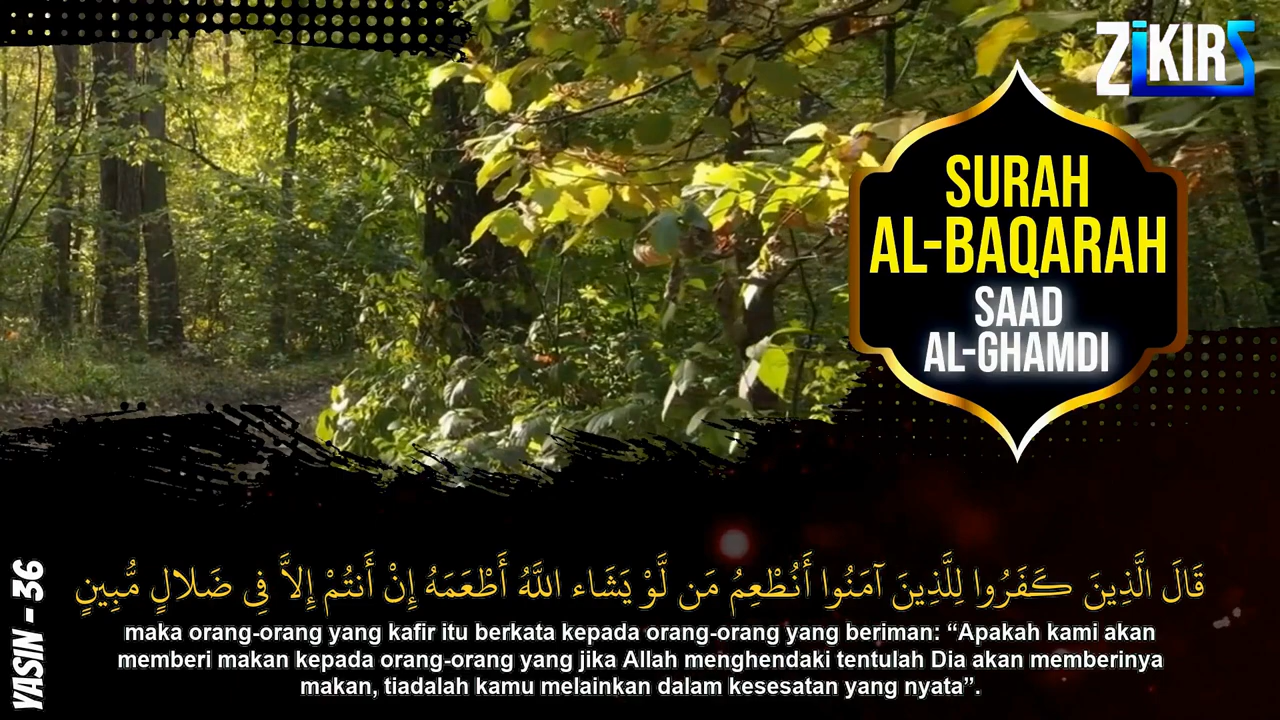 ZiKIRS
SURAH
AL-BAQARAH
SAAD
AL-GHAMDI
YASIN - 36
قَالَ الَّذِينَ كَفَرُوا لِلَّذِينَ آمَنُوا أَنُطْعِمُ مَن لَّوْ يَشَاء اللَّهُ أَطْعَمَهُ إِنْ أَنتُمْ إِلاَّ فِي ضَلالٍ مُّبِينٍ
maka orang-orang yang kafir itu berkata kepada orang-orang yang beriman: “Apakah kami akan
memberi makan kepada orang-orang yang jika Allah menghendaki tentulah Dia akan memberinya
makan, tiadalah kamu melainkan dalam kesesatan yang nyata”.